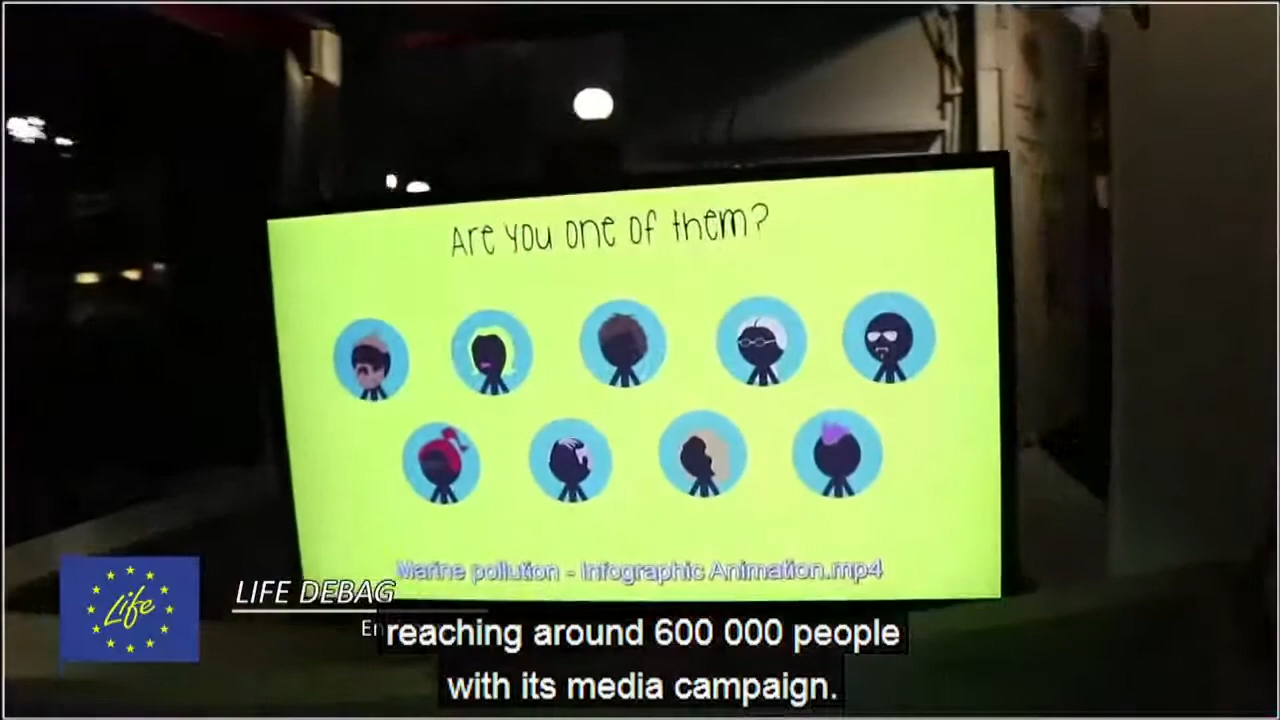 Are you one of them?
Marine pollution - Infographic Animation.mp4
Life
LIFE DEBAG
reaching around 600 000 people
with its media campaign.